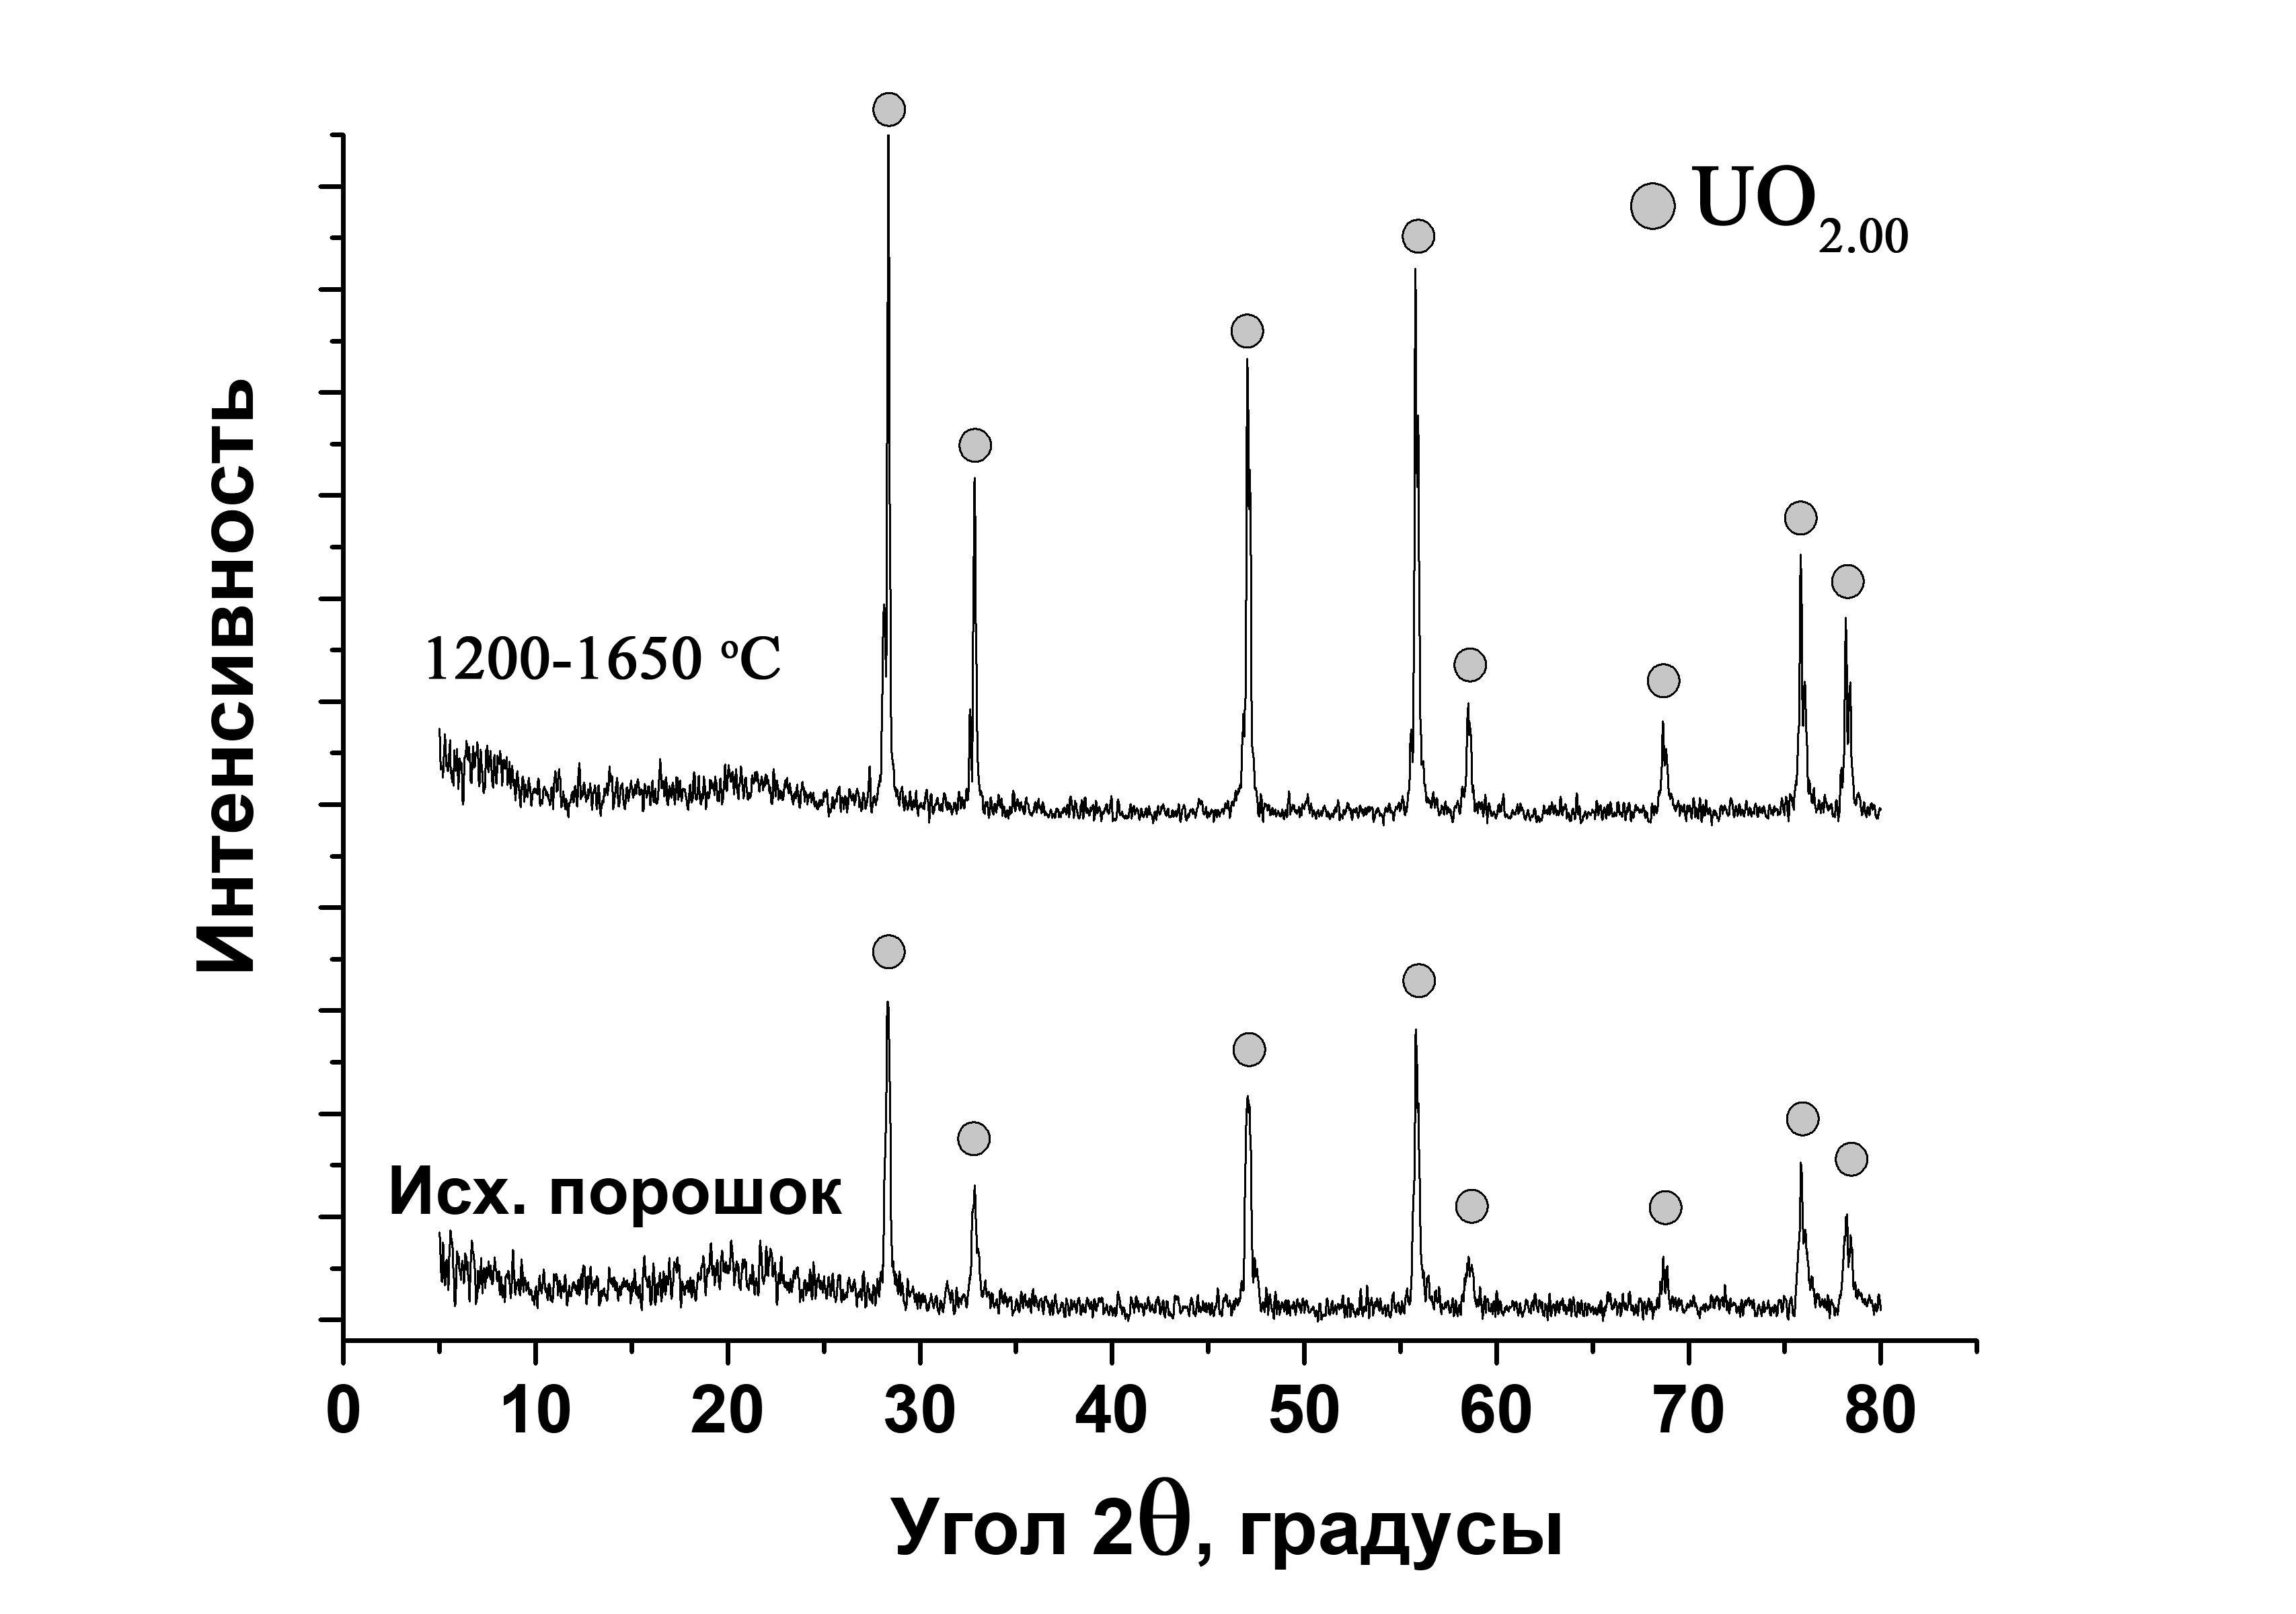 UO2.00
Интенсивность
1200-1650 °C
Исх. порошок
0 10 20 30 40 50 60 70 80
Угол 2θ, градусы